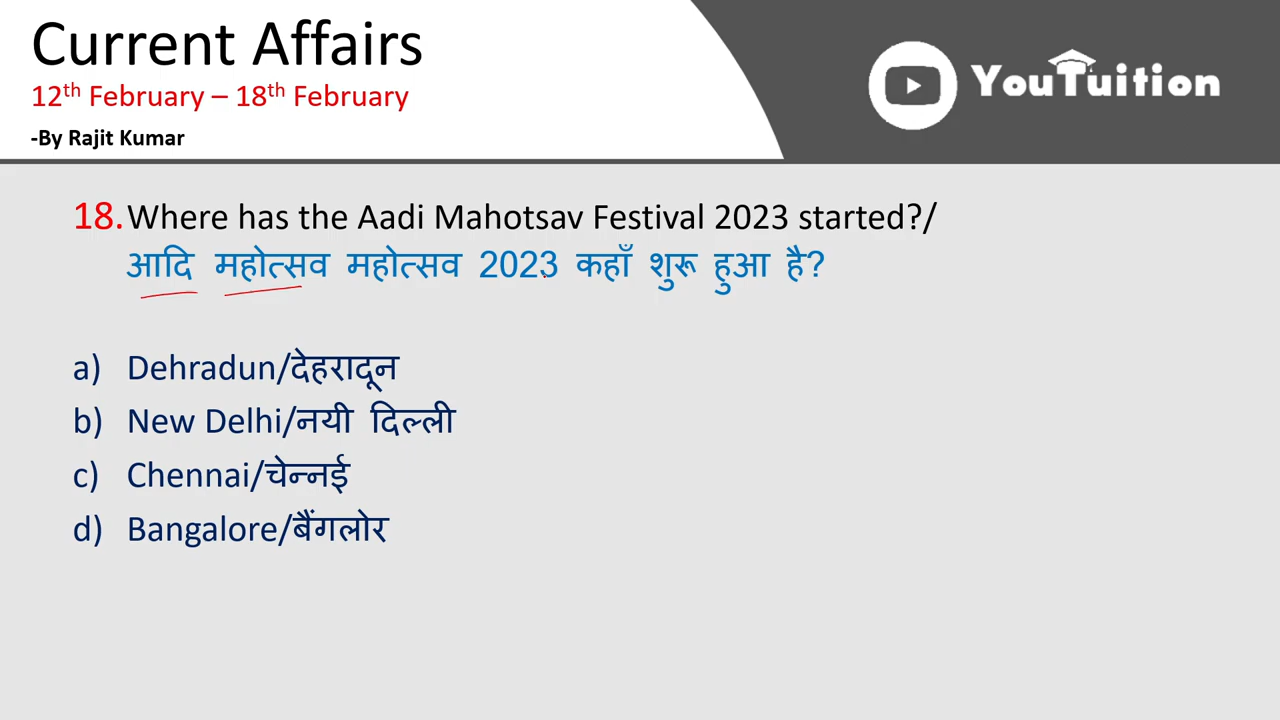 Current Affairs
12th February – 18th February
-By Rajit Kumar
YouTuition
18. Where has the Aadi Mahotsav Festival 2023 started?/
आदि महोत्सव महोत्सव 2023 कहाँ शुरू हुआ है?
a) Dehradun/देहरादून
b) New Delhi/नयी दिल्ली
c) Chennai/चेन्नई
d) Bangalore/बैंगलोर